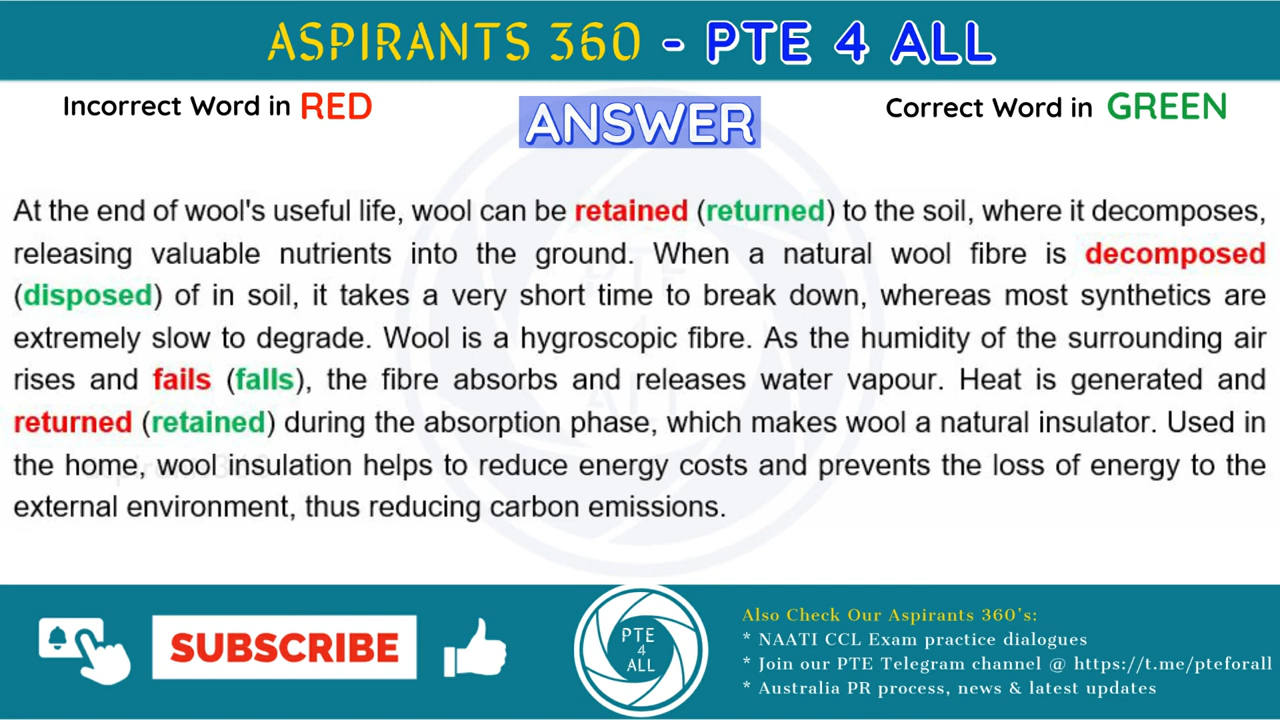 ASPIRANTS 360 - PTE 4 ALL
Incorrect Word in RED
ANSWER
Correct Word in GREEN
At the end of wool's useful life, wool can be retained (returned) to the soil, where it decomposes,
releasing valuable nutrients into the ground. When a natural wool fibre is decomposed
(disposed) of in soil, it takes a very short time to break down, whereas most synthetics are
extremely slow to degrade. Wool is a hygroscopic fibre. As the humidity of the surrounding air
rises and fails (falls), the fibre absorbs and releases water vapour. Heat is generated and
returned (retained) during the absorption phase, which makes wool a natural insulator. Used in
the home, wool insulation helps to reduce energy costs and prevents the loss of energy to the
external environment, thus reducing carbon emissions.
SUBSCRIBE
PTE
4
ALL
Also Check Our Aspirants 360's:
* NAATI CCL Exam practice dialogues
* Join our PTE Telegram channel @ https://t.me/pteforall
* Australia PR process, news & latest updates